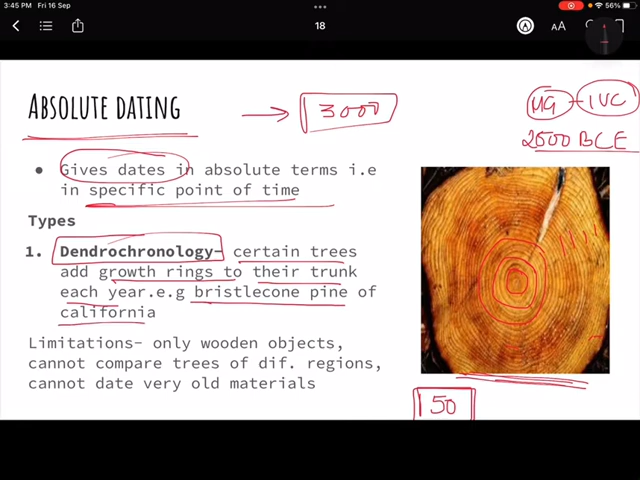 3:45 PM Fri 16 Sep
56%
18
AA
ABSOLUTE DATING
3000
IVC
2500 BCE
• Gives dates in absolute terms i.e
in specific point of time
Types
1. Dendrochronology- certain trees
add growth rings to their trunk
each year.e.g bristlecone pine of
california
Limitations- only wooden objects,
cannot compare trees of dif. regions,
cannot date very old materials
50